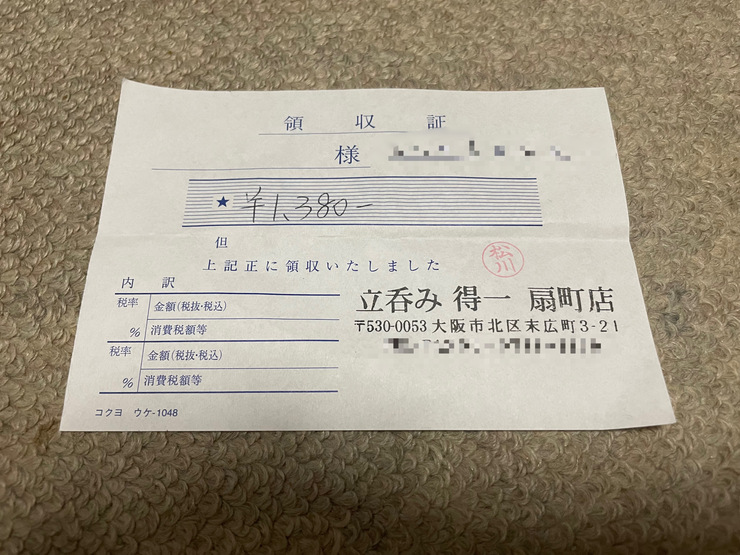 領収証
様
★ ¥1,380-
但
上記正に領収いたしました
松川
内訳
税率 金額(税抜・税込)
% 消費税額等
税率 金額(税抜・税込)
% 消費税額等
立呑み 得一 扇町店
〒530-0053 大阪市北区末広町3-21
コクヨ ウケ-1048